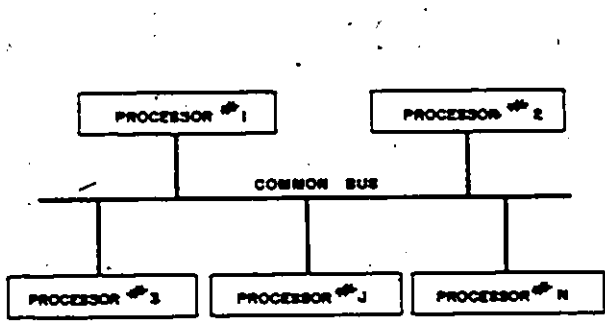 PROCESSOR #1
PROCESSOR #2
COMMON BUS
PROCESSOR #3
PROCESSOR #J
PROCESSOR #N